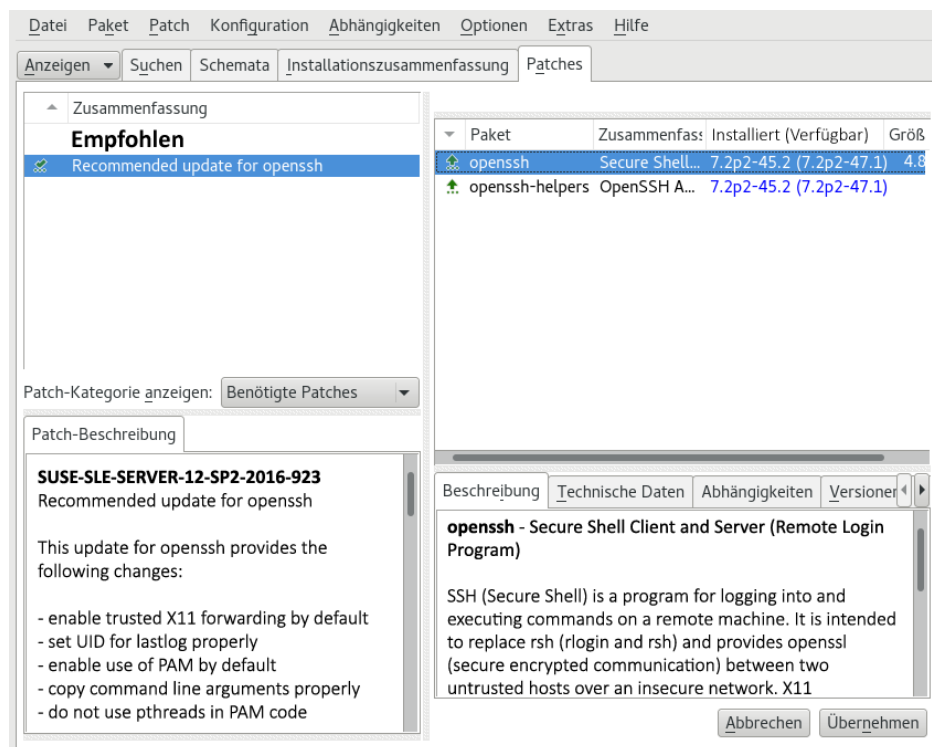 Datei Paket Patch Konfiguration Abhängigkeiten Optionen Extras Hilfe
Anzeigen Suchen Schemata Installationszusammenfassung Patches
Zusammenfassung
Empfohlen
Recommended update for openssh
Patch-Kategorie anzeigen: Benötigte Patches
Patch-Beschreibung
SUSE-SLE-SERVER-12-SP2-2016-923
Recommended update for openssh
This update for openssh provides the
following changes:
- enable trusted X11 forwarding by default
- set UID for lastlog properly
- enable use of PAM by default
- copy command line arguments properly
- do not use pthreads in PAM code
Paket Zusammenfas: Installiert (Verfügbar) Größ
openssh Secure Shell... 7.2p2-45.2 (7.2p2-47.1) 4.8
openssh-helpers OpenSSH A... 7.2p2-45.2 (7.2p2-47.1)
Beschreibung Technische Daten Abhängigkeiten Versionen
openssh - Secure Shell Client and Server (Remote Login
Program)
SSH (Secure Shell) is a program for logging into and
executing commands on a remote machine. It is intended
to replace rsh (rlogin and rsh) and provides openssl
(secure encrypted communication) between two
untrusted hosts over an insecure network. X11
Abbrechen Übernehmen